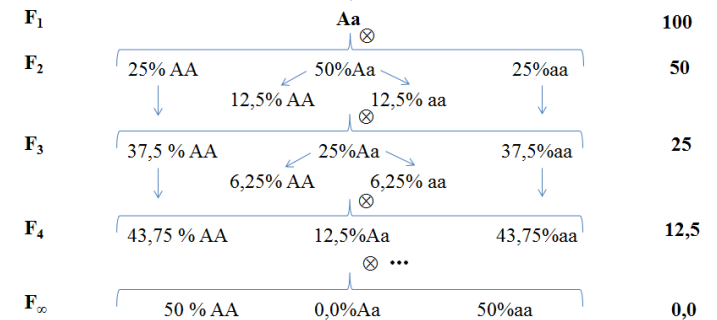 F₁ Aa ⊗ 100
F₂ 25% AA 50%Aa 25%aa 50
12,5% AA 12,5% aa
⊗
F₃ 37,5 % AA 25%Aa 37,5%aa 25
6,25% AA 6,25% aa
⊗
F₄ 43,75 % AA 12,5%Aa 43,75%aa 12,5
⊗ ...
F∞ 50 % AA 0,0%Aa 50%aa 0,0